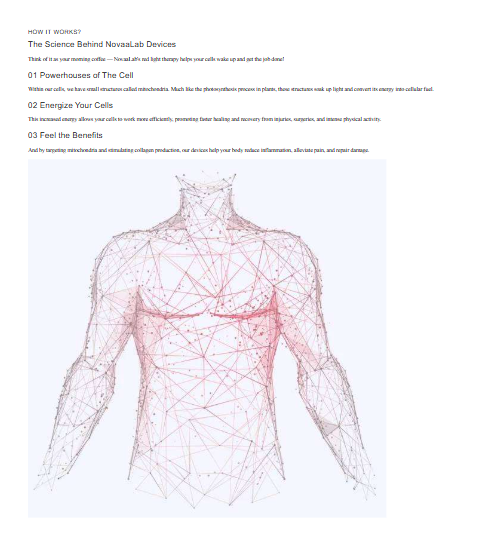 HOW IT WORKS?
The Science Behind NovaaLab Devices
Think of it as your morning coffee — NovaaLab's red light therapy helps your cells wake up and get the job done!
01 Powerhouses of The Cell
Within our cells, we have small structures called mitochondria. Much like the photosynthesis process in plants, these structures soak up light and convert its energy into cellular fuel.
02 Energize Your Cells
This increased energy allows your cells to work more efficiently, promoting faster healing and recovery from injuries, surgeries, and intense physical activity.
03 Feel the Benefits
And by targeting mitochondria and stimulating collagen production, our devices help your body reduce inflammation, alleviate pain, and repair damage.